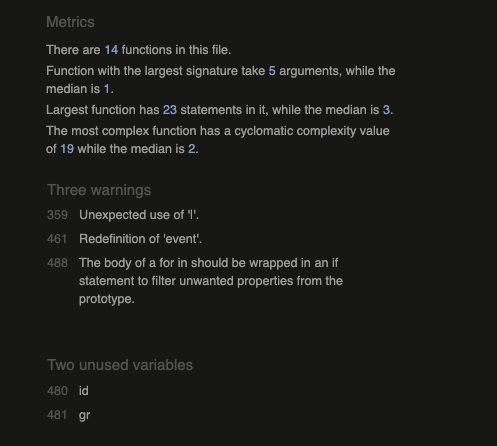 Metrics
There are 14 functions in this file.
Function with the largest signature take 5 arguments, while the
median is 1.
Largest function has 23 statements in it, while the median is 3.
The most complex function has a cyclomatic complexity value
of 19 while the median is 2.
Three warnings
359 Unexpected use of '|'.
461 Redefinition of 'event'.
488 The body of a for in should be wrapped in an if
statement to filter unwanted properties from the
prototype.
Two unused variables
480 id
481 gr